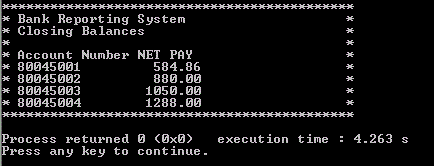 ************************************************
* Bank Reporting System                        *
* Closing Balances                             *
*                                              *
* Account Number NET PAY                       *
* 80045001        584.86                       *
* 80045002        880.00                       *
* 80045003       1050.00                       *
* 80045004       1288.00                       *
************************************************
Process returned 0 (0x0)   execution time : 4.263 s
Press any key to continue.